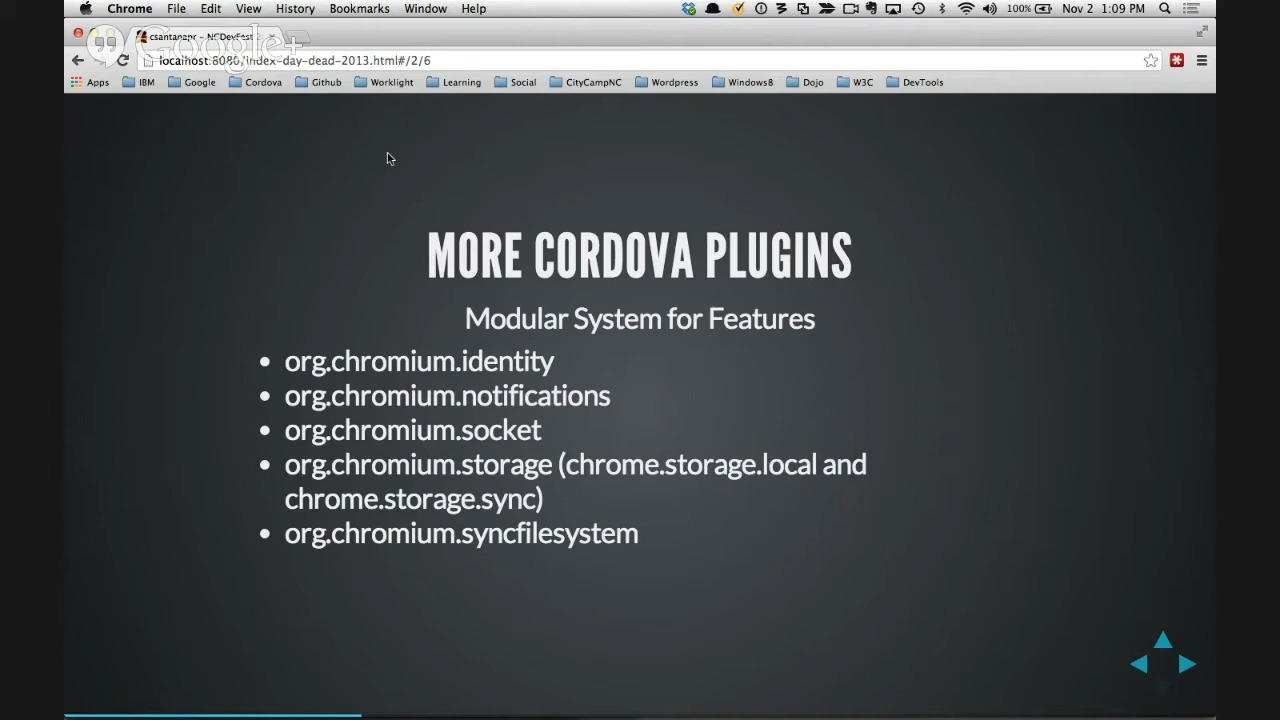 Chrome File Edit View History Bookmarks Window Help 100% Nov 2 1:09 PM
csantanapr – NCDevFest
Google+
localhost:8080/index-day-dead-2013.html#/2/6
Apps IBM Google Cordova Github Worklight Learning Social CityCampNC Wordpress Windows8 Dojo W3C DevTools
MORE CORDOVA PLUGINS
Modular System for Features
• org.chromium.identity
• org.chromium.notifications
• org.chromium.socket
• org.chromium.storage (chrome.storage.local and
chrome.storage.sync)
• org.chromium.syncfilesystem